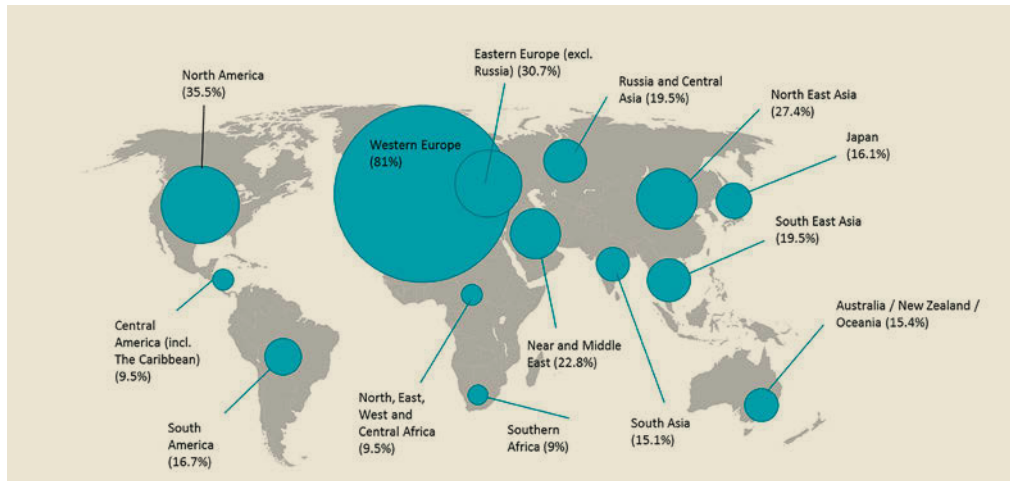 North America
(35.5%)
Eastern Europe (excl.
Russia) (30.7%)
Russia and Central
Asia (19.5%)
North East Asia
(27.4%)
Japan
(16.1%)
Western Europe
(81%)
South East Asia
(19.5%)
Australia / New Zealand /
Oceania (15.4%)
Central
America (incl.
The Caribbean)
(9.5%)
Near and Middle
East (22.8%)
North, East,
West and
Central Africa
(9.5%)
South
America
(16.7%)
Southern
Africa (9%)
South Asia
(15.1%)